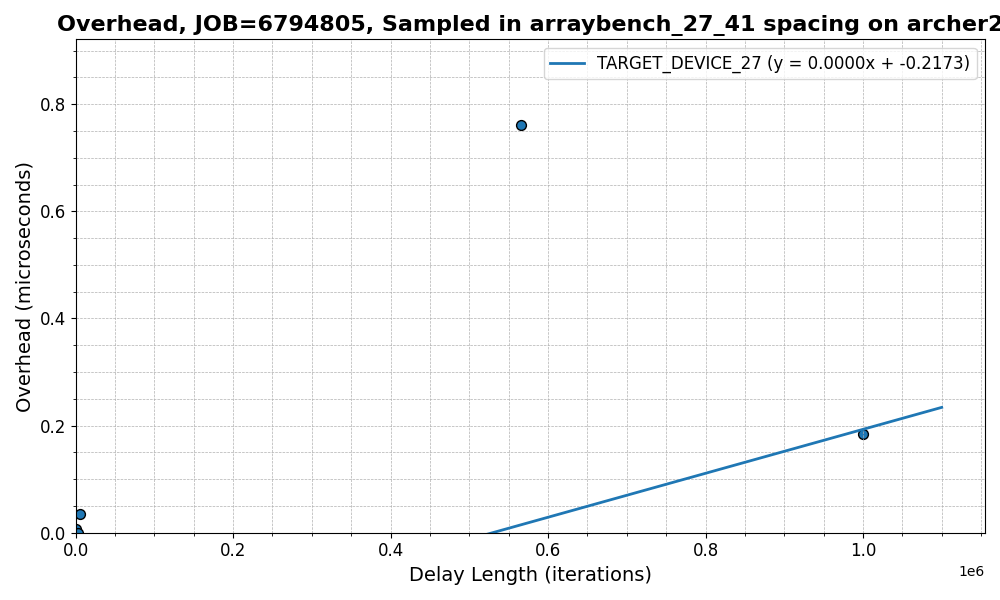 Overhead, JOB=6794805, Sampled in arraybench_27_41 spacing on archer2
TARGET_DEVICE_27 (y = 0.0000x + -0.2173)
Overhead (microseconds)
0.8
0.6
0.4
0.2
0.0
0.0 0.2 0.4 0.6 0.8 1.0
1e6
Delay Length (iterations)